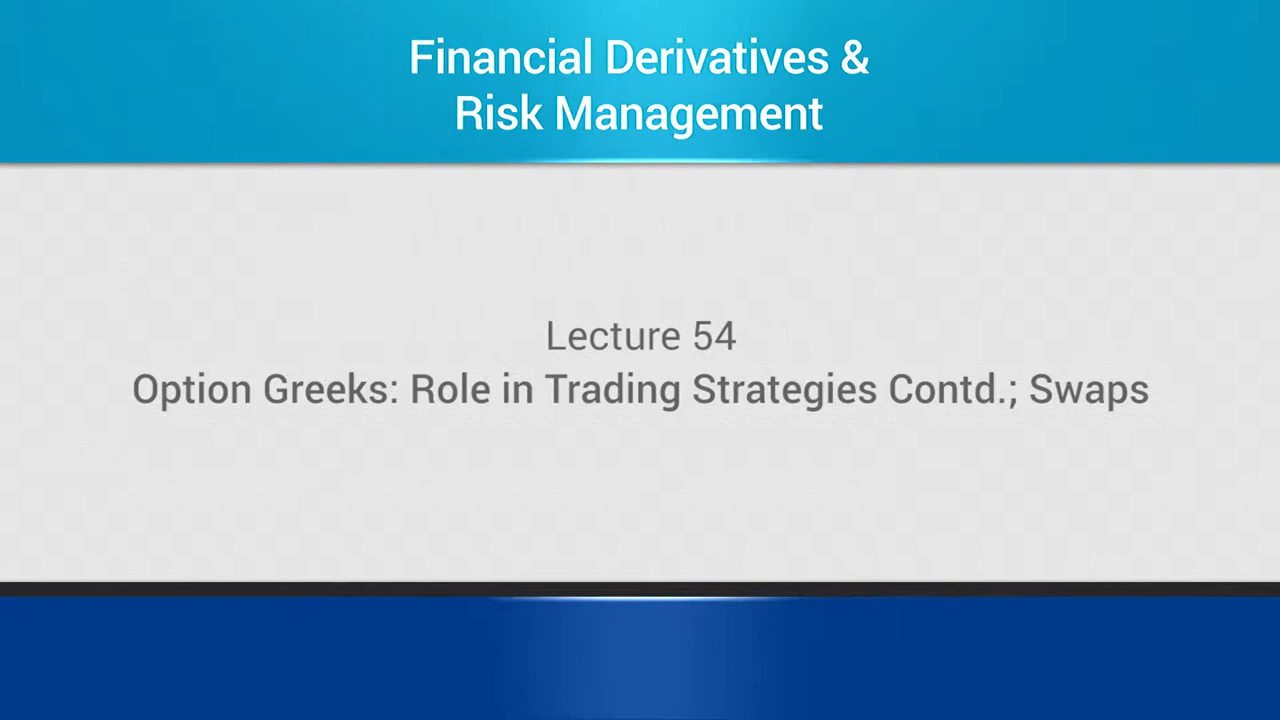 Financial Derivatives &
Risk Management
Lecture 54
Option Greeks: Role in Trading Strategies Contd.; Swaps